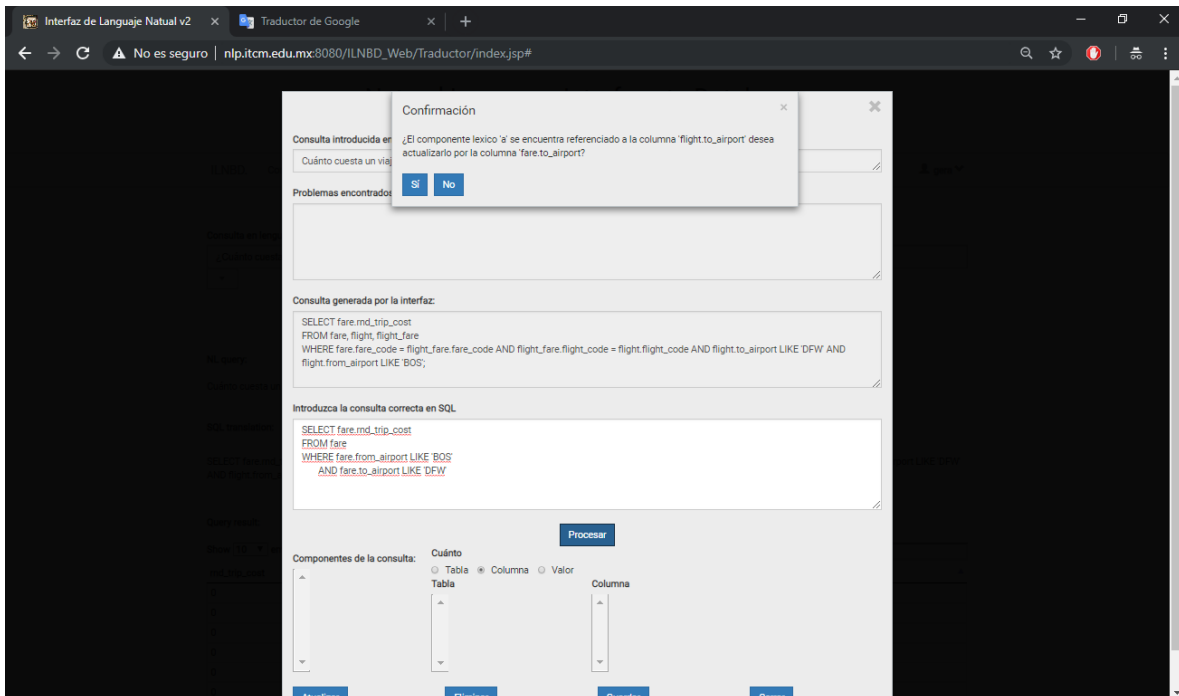 Interfaz de Languaje Natual v2
Traductor de Google
No es seguro | nlp.itcm.edu.mx:8080/ILNBD_Web/Traductor/index.jsp#
Confirmación
¿El componente lexico 'a' se encuentra referenciado a la columna 'flight.to_airport' desea
actualizarlo por la columna 'fare.to_airport?
Sí No
Consulta introducida en
Cuánto cuesta un viaj
Problemas encontrados
Consulta generada por la interfaz:
SELECT fare.rnd_trip_cost
FROM fare, flight, flight_fare
WHERE fare.fare_code = flight_fare.fare_code AND flight_fare.flight_code = flight.flight_code AND flight.to_airport LIKE 'DFW' AND
flight.from_airport LIKE 'BOS';
Introduzca la consulta correcta en SQL
SELECT fare.rnd_trip_cost
FROM fare
WHERE fare.from_airport LIKE 'BOS'
AND fare.to_airport LIKE 'DFW'
Procesar
Componentes de la consulta:
Cuánto
Tabla Columna Valor
Tabla Columna